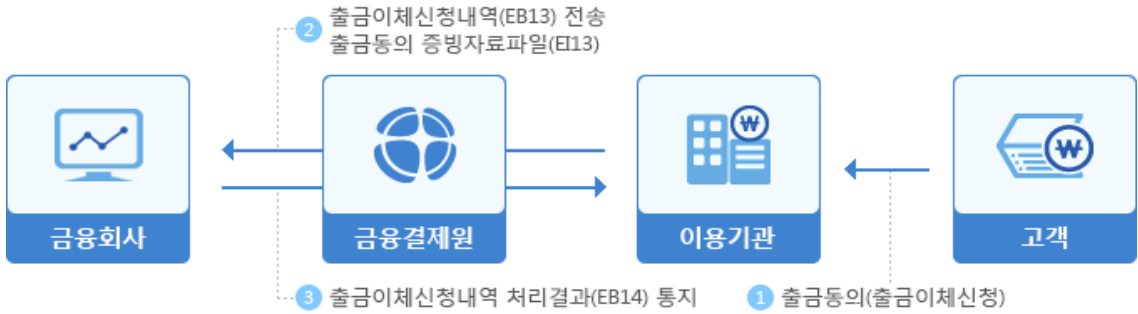 2 출금이체신청내역(EB13) 전송
출금동의 증빙자료파일(EI13)
금융회사
금융결제원
이용기관
고객
3 출금이체신청내역 처리결과(EB14) 통지
1 출금동의(출금이체신청)